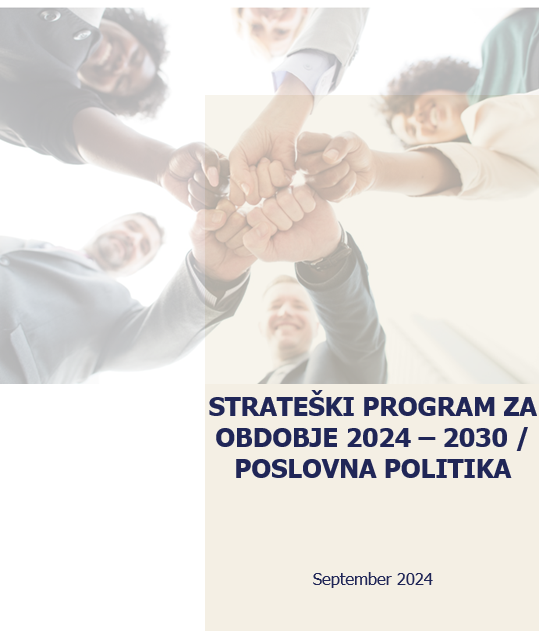 STRATEŠKI PROGRAM ZA
OBDOBJE 2024 – 2030 /
POSLOVNA POLITIKA
September 2024